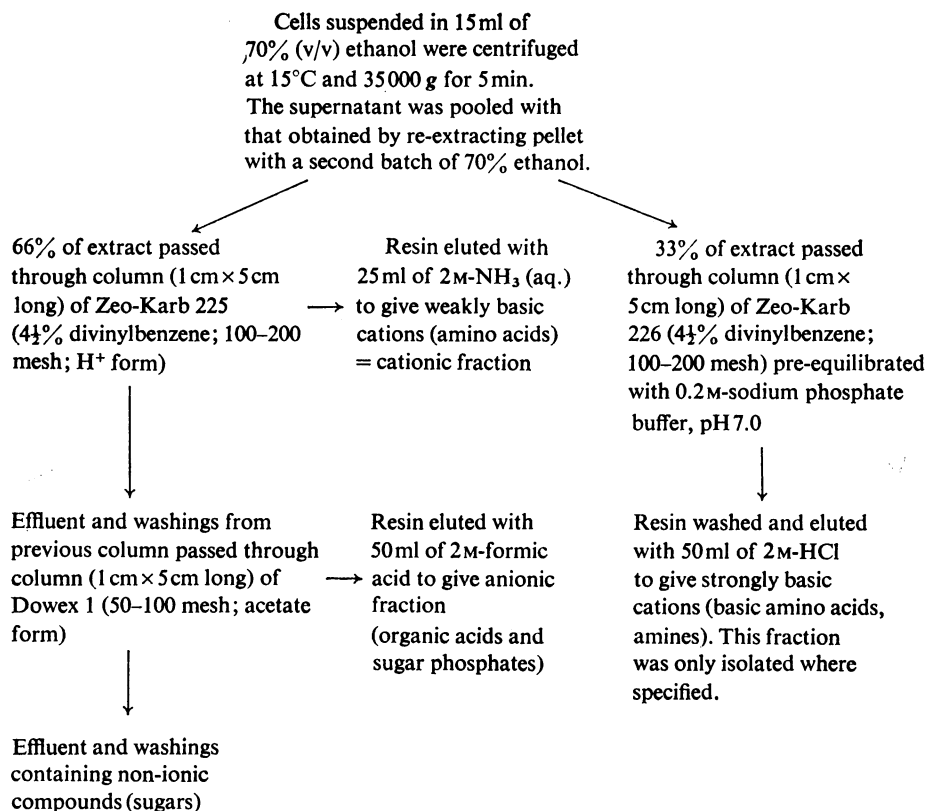 Cells suspended in 15ml of
70% (v/v) ethanol were centrifuged
at 15°C and 35000 g for 5min.
The supernatant was pooled with
that obtained by re-extracting pellet
with a second batch of 70% ethanol.
66% of extract passed
through column (1cm×5cm
long) of Zeo-Karb 225
(4½% divinylbenzene; 100–200
mesh; H⁺ form)
Resin eluted with
25ml of 2M-NH₃ (aq.)
to give weakly basic
cations (amino acids)
= cationic fraction
33% of extract passed
through column (1cm×
5cm long) of Zeo-Karb
226 (4½% divinylbenzene;
100–200 mesh) pre-equilibrated
with 0.2M-sodium phosphate
buffer, pH7.0
Effluent and washings from
previous column passed through
column (1cm×5cm long) of
Dowex 1 (50–100 mesh; acetate
form)
Resin eluted with
50ml of 2M-formic
acid to give anionic
fraction
(organic acids and
sugar phosphates)
Resin washed and eluted
with 50ml of 2M-HCl
to give strongly basic
cations (basic amino acids,
amines). This fraction
was only isolated where
specified.
Effluent and washings
containing non-ionic
compounds (sugars)